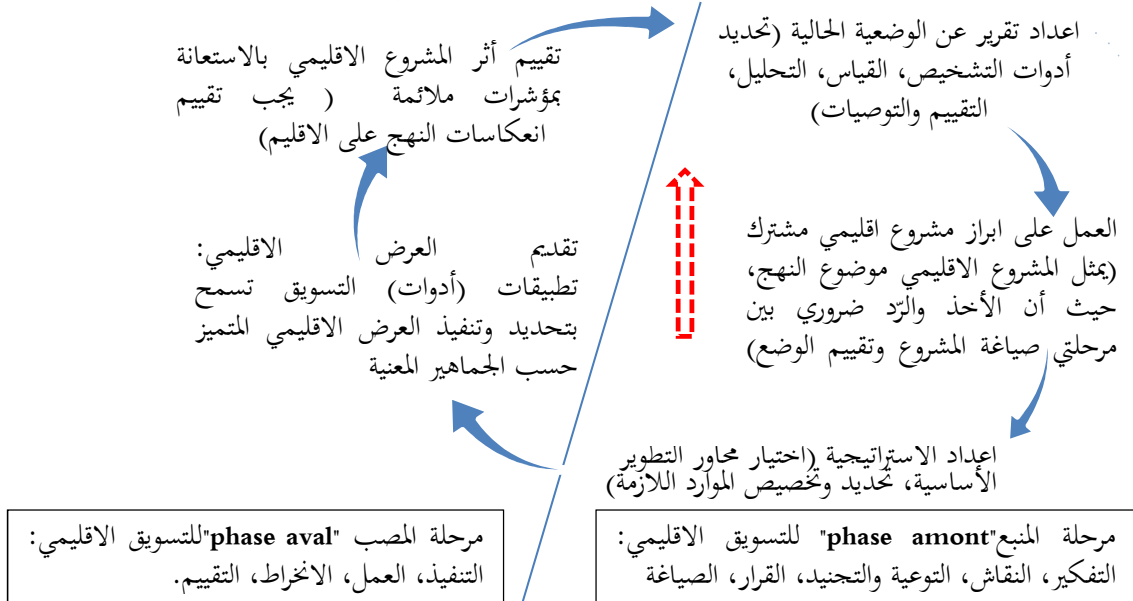 اعداد تقرير عن الوضعية الحالية (تحديد
أدوات التشخيص، القياس، التحليل،
التقييم والتوصيات)
العمل على ابراز مشروع اقليمي مشترك
(يمثل المشروع الاقليمي موضوع النهج،
حيث أن الأخذ والرّد ضروري بين
مرحلتي صياغة المشروع وتقييم الوضع)
اعداد الاستراتيجية (اختيار محاور التطوير
الأساسية، تحديد وتخصيص الموارد اللازمة)
تقديم العرض الاقليمي:
تطبيقات (أدوات) التسويق تسمح
بتحديد وتنفيذ العرض الاقليمي المتميز
حسب الجماهير المعنية
تقييم أثر المشروع الاقليمي بالاستعانة
بمؤشرات ملائمة ( يجب تقييم
انعكاسات النهج على الاقليم)
مرحلة المنبع"phase amont" للتسويق الاقليمي:
التفكير، النقاش، التوعية والتجنيد، القرار، الصياغة
مرحلة المصب "phase aval"للتسويق الاقليمي:
التنفيذ، العمل، الانخراط، التقييم.